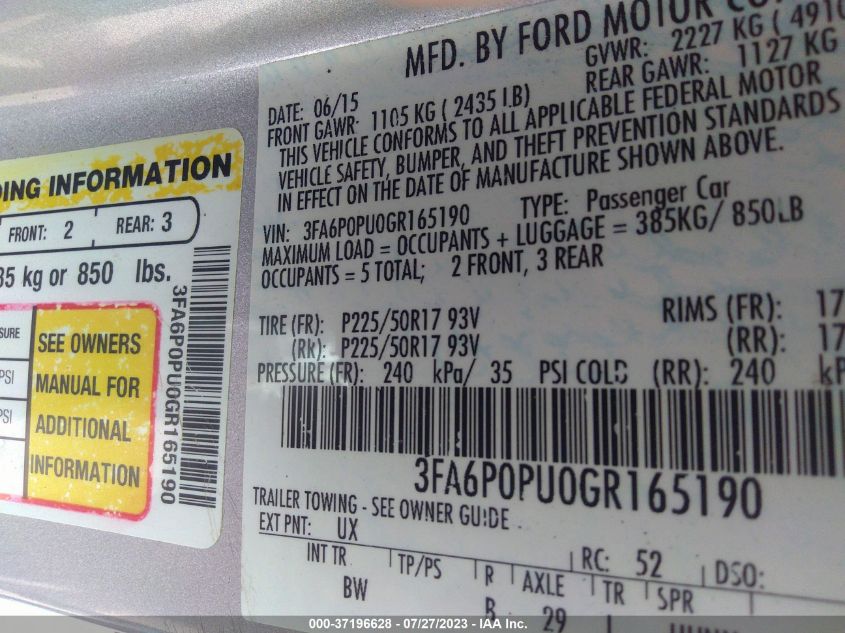 DING INFORMATION
FRONT: 2 REAR: 3
85 kg or 850 lbs.
SURE
PSI
PSI
SEE OWNERS
MANUAL FOR
ADDITIONAL
INFORMATION
3FA6P0PU0GR165190
MFD. BY FORD MOTOR CO
DATE: 06/15 GVWR: 2227 KG ( 4910
FRONT GAWR: 1105 KG ( 2435 LB) REAR GAWR: 1127 KG
THIS VEHICLE CONFORMS TO ALL APPLICABLE FEDERAL MOTOR
VEHICLE SAFETY, BUMPER, AND THEFT PREVENTION STANDARDS
IN EFFECT ON THE DATE OF MANUFACTURE SHOWN ABOVE.
VIN: 3FA6P0PU0GR165190 TYPE: Passenger Car
MAXIMUM LOAD = OCCUPANTS + LUGGAGE = 385KG/ 850LB
OCCUPANTS = 5 TOTAL; 2 FRONT, 3 REAR
TIRE (FR): P225/50R17 93V RIMS (FR): 17
(RR): P225/50R17 93V (RR): 17
PRESSURE (FR): 240 kPa/ 35 PSI COLD (RR): 240 kP
3FA6P0PU0GR165190
TRAILER TOWING - SEE OWNER GUIDE
EXT PNT: UX RC: 52 DSO:
INT TR TP/PS R AXLE TR SPR
BW B 29
000-37196628 - 07/27/2023 - IAA Inc.